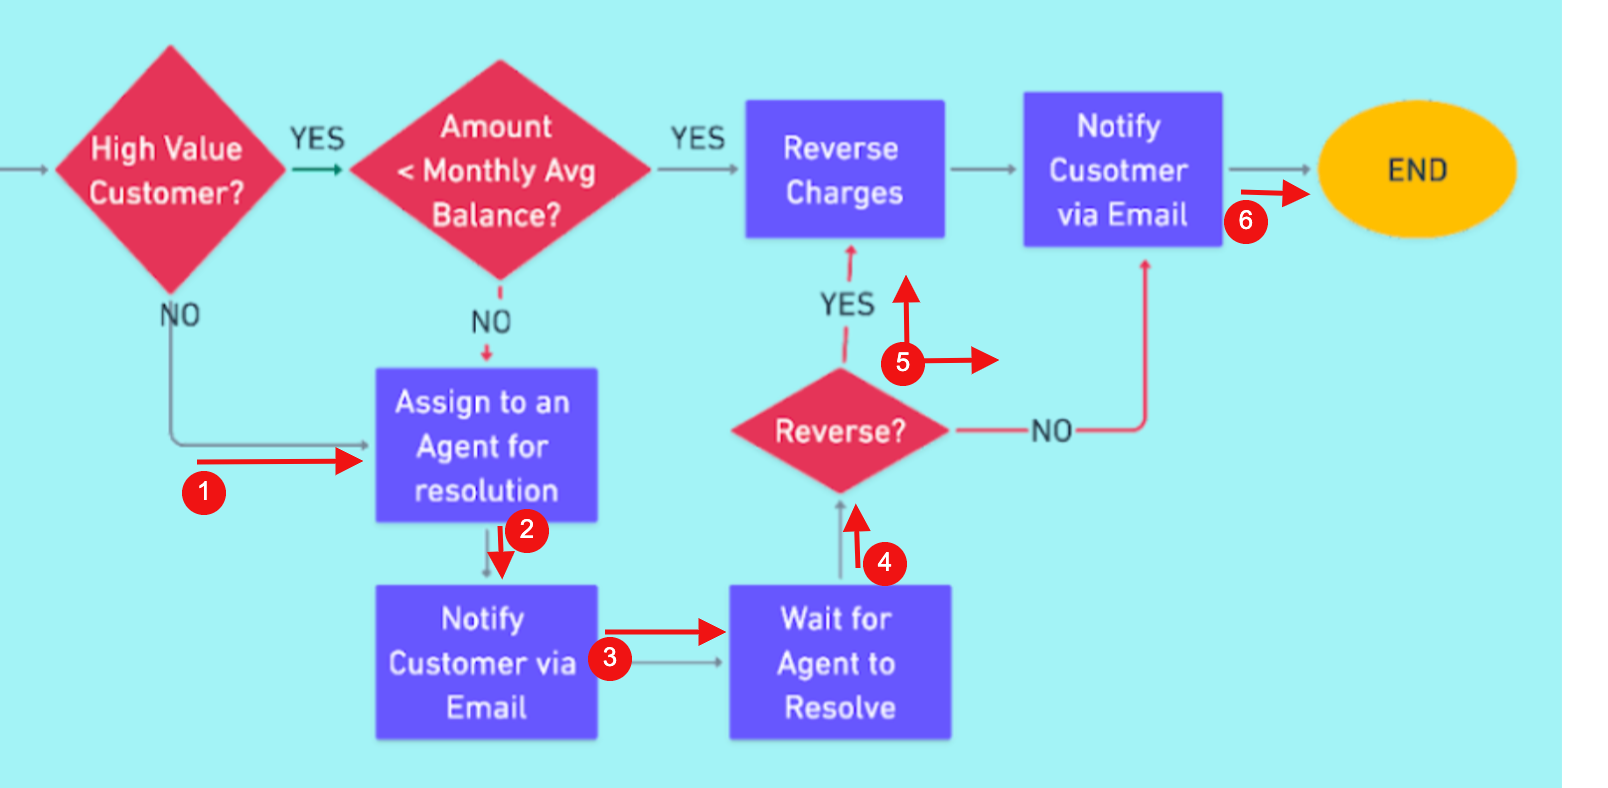 High Value
Customer?
YES
Amount
< Monthly Avg
Balance?
YES
Reverse
Charges
Notify
Cusotmer
via Email
END
6
NO
NO
YES
5
Assign to an
Agent for
resolution
Reverse?
NO
1
2
4
Notify
Customer via
Email
3
Wait for
Agent to
Resolve